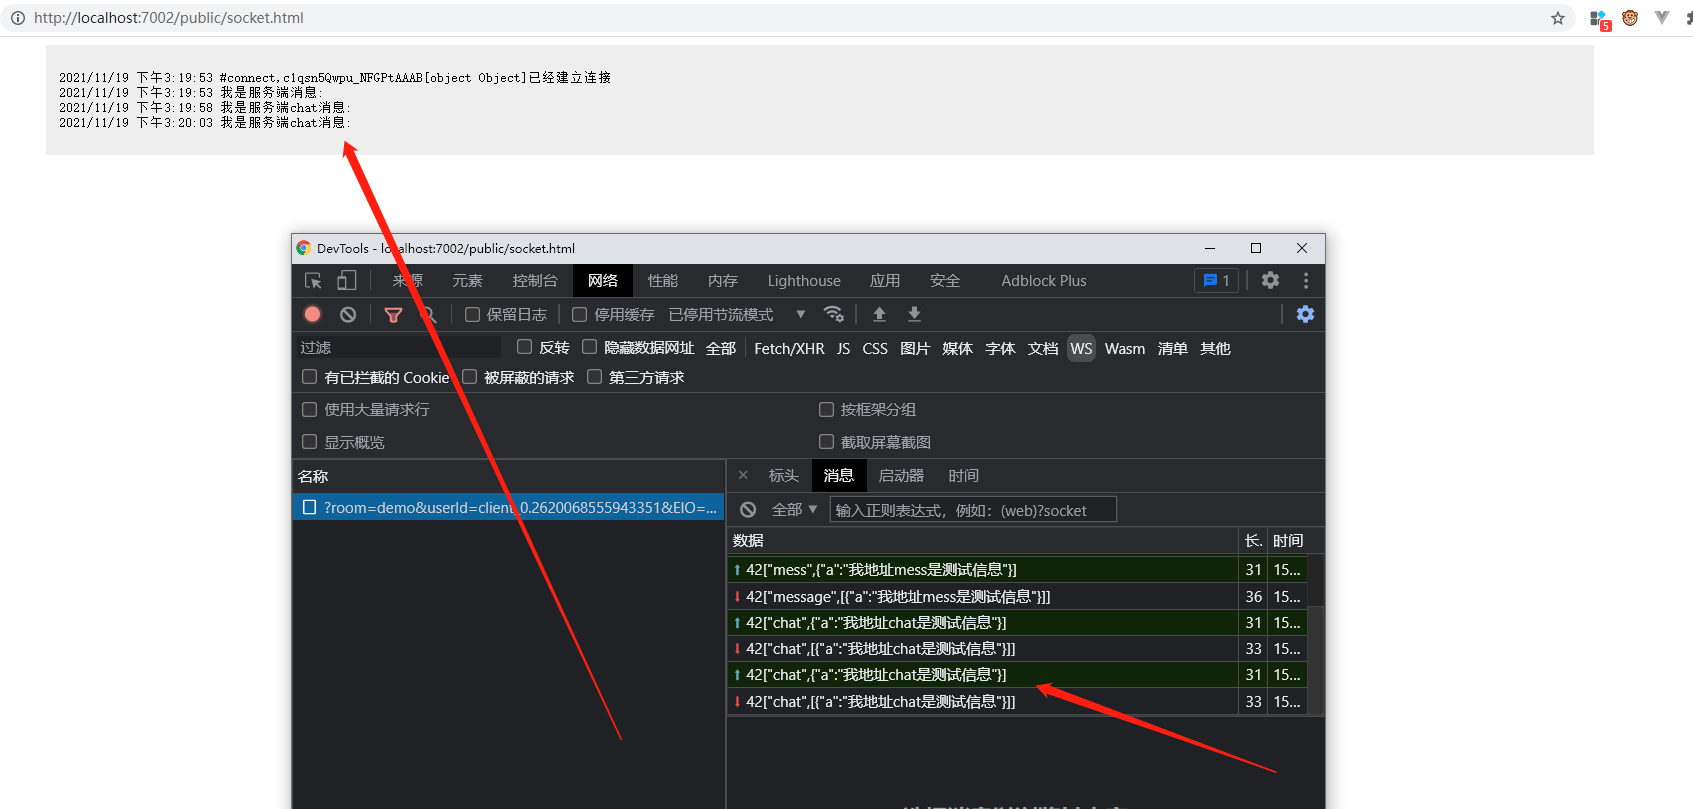 http://localhost:7002/public/socket.html
5
2021/11/19 下午3:19:53 #connect,clqsn5Qwpu_NFGPtAAAB[object Object]已经建立连接
2021/11/19 下午3:19:53 我是服务端消息:
2021/11/19 下午3:19:58 我是服务端chat消息:
2021/11/19 下午3:20:03 我是服务端chat消息:
DevTools - localhost:7002/public/socket.html
来源 元素 控制台 网络 性能 内存 Lighthouse 应用 安全 Adblock Plus 1
保留日志 停用缓存 已停用节流模式
过滤 反转 隐藏数据网址 全部 Fetch/XHR JS CSS 图片 媒体 字体 文档 WS Wasm 清单 其他
有已拦截的 Cookie 被屏蔽的请求 第三方请求
使用大量请求行 按框架分组
显示概览 截取屏幕截图
名称 标头 消息 启动器 时间
?room=demo&userId=client_0.2620068555943351&EIO=... 全部 输入正则表达式，例如：(web)?socket
数据 长. 时间
42["mess",{"a":"我地址mess是测试信息"}] 31 15...
42["message",[{"a":"我地址mess是测试信息"}]] 36 15...
42["chat",{"a":"我地址chat是测试信息"}] 31 15...
42["chat",[{"a":"我地址chat是测试信息"}]] 33 15...
42["chat",{"a":"我地址chat是测试信息"}] 31 15...
42["chat",[{"a":"我地址chat是测试信息"}]] 33 15...